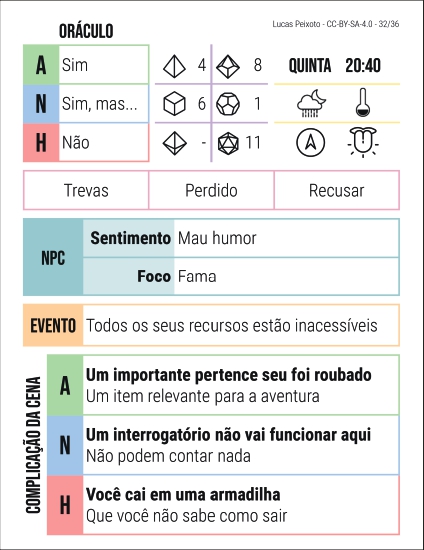 Lucas Peixoto - CC-BY-SA-4.0 - 32/36
ORÁCULO
A Sim
N Sim, mas...
H Não
4 8
6 1
- 11
QUINTA 20:40
Trevas Perdido Recusar
NPC
Sentimento Mau humor
Foco Fama
EVENTO Todos os seus recursos estão inacessíveis
COMPLICAÇÃO DA CENA
A Um importante pertence seu foi roubado
Um item relevante para a aventura
N Um interrogatório não vai funcionar aqui
Não podem contar nada
H Você cai em uma armadilha
Que você não sabe como sair